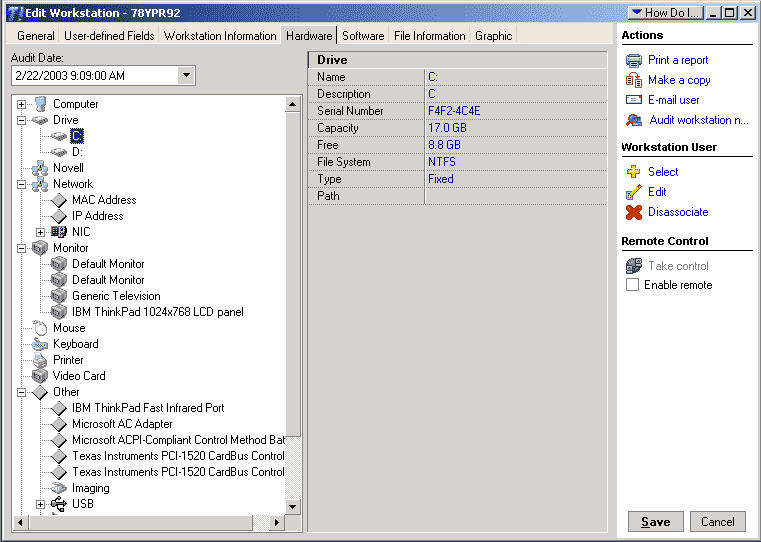 Edit Workstation - 78YPR92
How Do I...
General User-defined Fields Workstation Information Hardware Software File Information Graphic
Audit Date:
2/22/2003 9:09:00 AM
Computer
Drive
C:
D:
Novell
Network
MAC Address
IP Address
NIC
Monitor
Default Monitor
Default Monitor
Generic Television
IBM ThinkPad 1024x768 LCD panel
Mouse
Keyboard
Printer
Video Card
Other
IBM ThinkPad Fast Infrared Port
Microsoft AC Adapter
Microsoft ACPI-Compliant Control Method Bat
Texas Instruments PCI-1520 CardBus Control
Texas Instruments PCI-1520 CardBus Control
Imaging
USB
Drive
Name C:
Description C
Serial Number F4F2-4C4E
Capacity 17.0 GB
Free 8.8 GB
File System NTFS
Type Fixed
Path
Actions
Print a report
Make a copy
E-mail user
Audit workstation n...
Workstation User
Select
Edit
Disassociate
Remote Control
Take control
Enable remote
Save Cancel